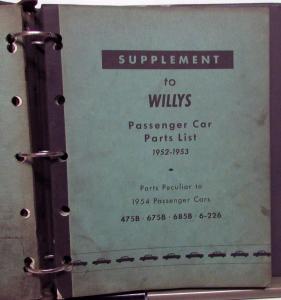 SUPPLEMENT
to
WILLYS
Passenger Car
Parts List
1952-1953
Parts Peculiar to
1954 Passenger Cars
475B · 675B · 685B · 6-226